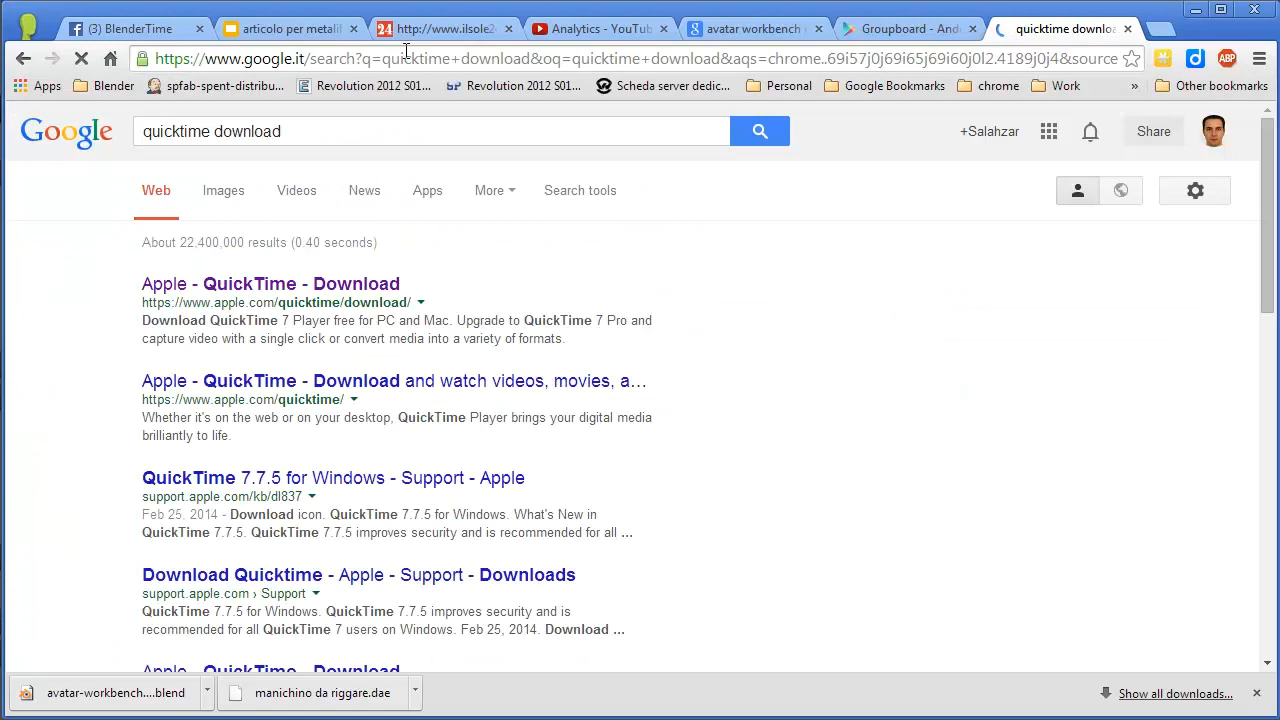 (3) BlenderTime
articolo per metalif
24 http://www.ilsole2
Analytics - YouTu
avatar workbench
Groupboard - And
quicktime downloa
https://www.google.it/search?q=quicktime+download&oq=quicktime+download&aqs=chrome..69i57j0j69i65j69i60j0l2.4189j0j4&source
ABP
Apps
Blender
spfab-spent-distribu...
Revolution 2012 S01...
Revolution 2012 S01...
Scheda server dedic...
Personal
Google Bookmarks
chrome
Work
»
Other bookmarks
Google
quicktime download
+Salahzar
Share
Web
Images
Videos
News
Apps
More
Search tools
About 22,400,000 results (0.40 seconds)
Apple - QuickTime - Download
https://www.apple.com/quicktime/download/
Download QuickTime 7 Player free for PC and Mac. Upgrade to QuickTime 7 Pro and
capture video with a single click or convert media into a variety of formats.
Apple - QuickTime - Download and watch videos, movies, a...
https://www.apple.com/quicktime/
Whether it's on the web or on your desktop, QuickTime Player brings your digital media
brilliantly to life.
QuickTime 7.7.5 for Windows - Support - Apple
support.apple.com/kb/dl837
Feb 25, 2014 - Download icon. QuickTime 7.7.5 for Windows. What's New in
QuickTime 7.7.5. QuickTime 7.7.5 improves security and is recommended for all ...
Download Quicktime - Apple - Support - Downloads
support.apple.com › Support
QuickTime 7.7.5 for Windows. QuickTime 7.7.5 improves security and is
recommended for all QuickTime 7 users on Windows. Feb 25, 2014. Download ...
Apple - QuickTime - Download
avatar-workbench....blend
manichino da riggare.dae
Show all downloads...